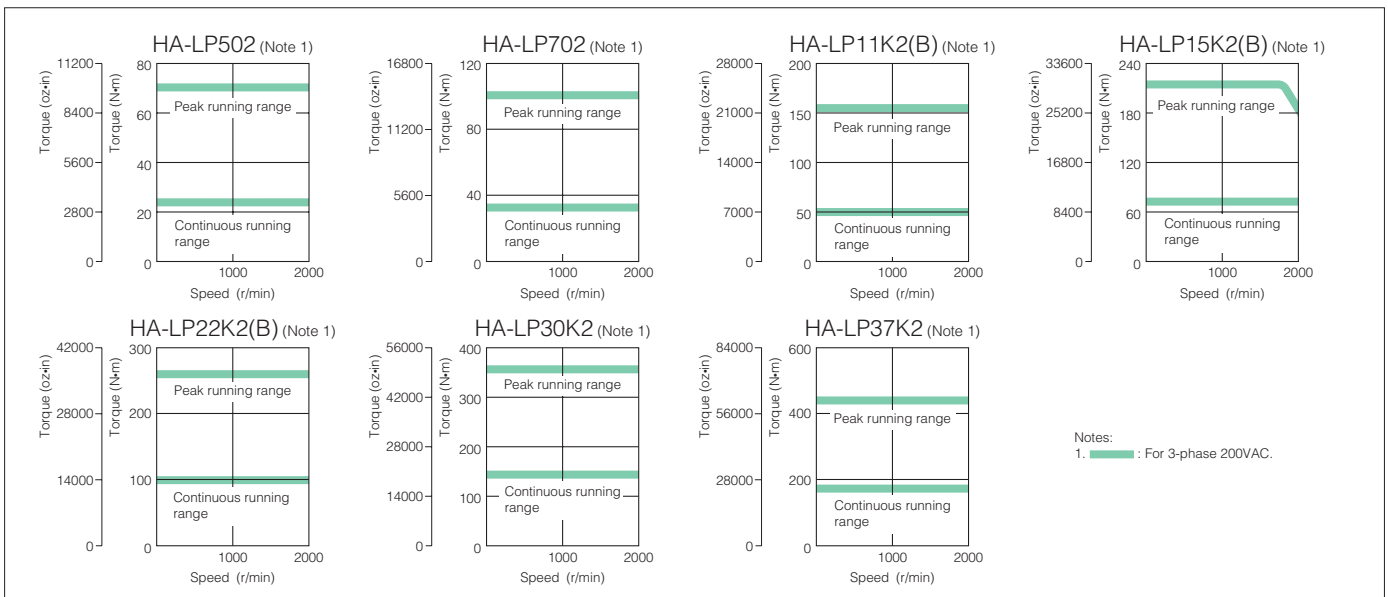 HA-LP502 (Note 1)
Torque (oz•in)
11200
8400
5600
2800
0
Torque (N•m)
80
60
40
20
0
Peak running range
Continuous running
range
1000
2000
Speed (r/min)
HA-LP702 (Note 1)
Torque (oz•in)
16800
11200
5600
0
Torque (N•m)
120
80
40
0
Peak running range
Continuous running
range
1000
2000
Speed (r/min)
HA-LP11K2(B) (Note 1)
Torque (oz•in)
28000
21000
14000
7000
0
Torque (N•m)
200
150
100
50
0
Peak running range
Continuous running
range
1000
2000
Speed (r/min)
HA-LP15K2(B) (Note 1)
Torque (oz•in)
33600
25200
16800
8400
0
Torque (N•m)
240
180
120
60
0
Peak running range
Continuous running
range
1000
2000
Speed (r/min)
HA-LP22K2(B) (Note 1)
Torque (oz•in)
42000
28000
14000
0
Torque (N•m)
300
200
100
0
Peak running range
Continuous running
range
1000
2000
Speed (r/min)
HA-LP30K2 (Note 1)
Torque (oz•in)
56000
42000
28000
14000
0
Torque (N•m)
400
300
200
100
0
Peak running range
Continuous running
range
1000
2000
Speed (r/min)
HA-LP37K2 (Note 1)
Torque (oz•in)
84000
56000
28000
0
Torque (N•m)
600
400
200
0
Peak running range
Continuous running
range
1000
2000
Speed (r/min)
Notes:
1. : For 3-phase 200VAC.